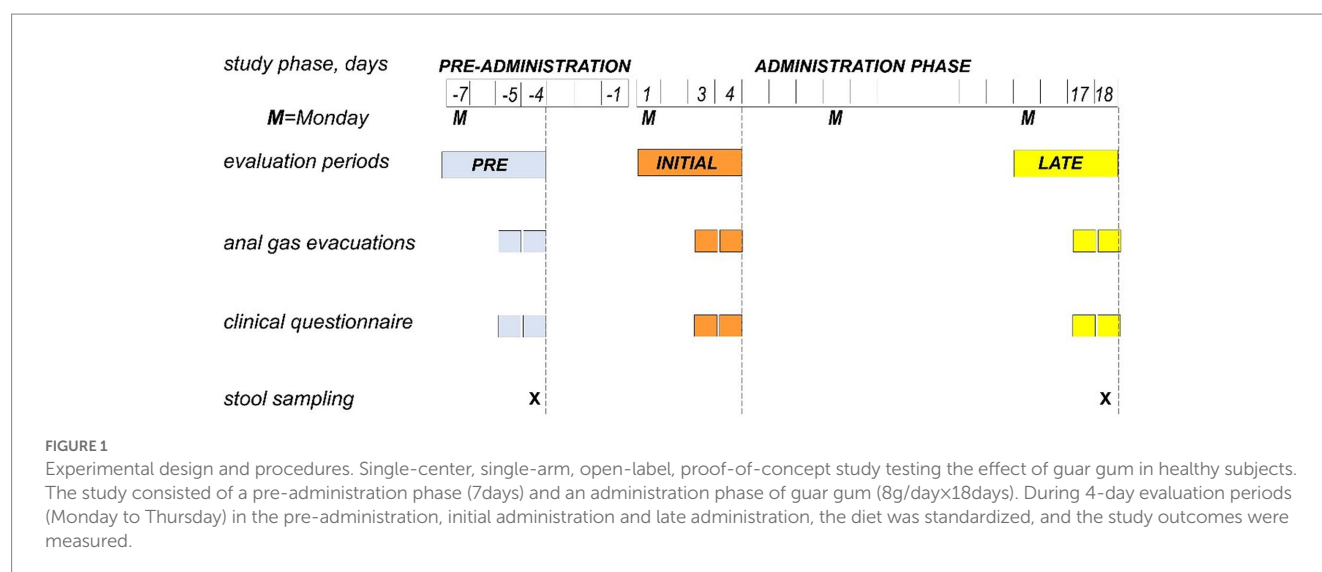 study phase, days PRE-ADMINISTRATION ADMINISTRATION PHASE
-7 -5 -4 -1 1 3 4 17 18
M=Monday M M M M
evaluation periods PRE INITIAL LATE
anal gas evacuations
clinical questionnaire
stool sampling X X
FIGURE 1
Experimental design and procedures. Single-center, single-arm, open-label, proof-of-concept study testing the effect of guar gum in healthy subjects.
The study consisted of a pre-administration phase (7days) and an administration phase of guar gum (8g/day×18days). During 4-day evaluation periods
(Monday to Thursday) in the pre-administration, initial administration and late administration, the diet was standardized, and the study outcomes were
measured.